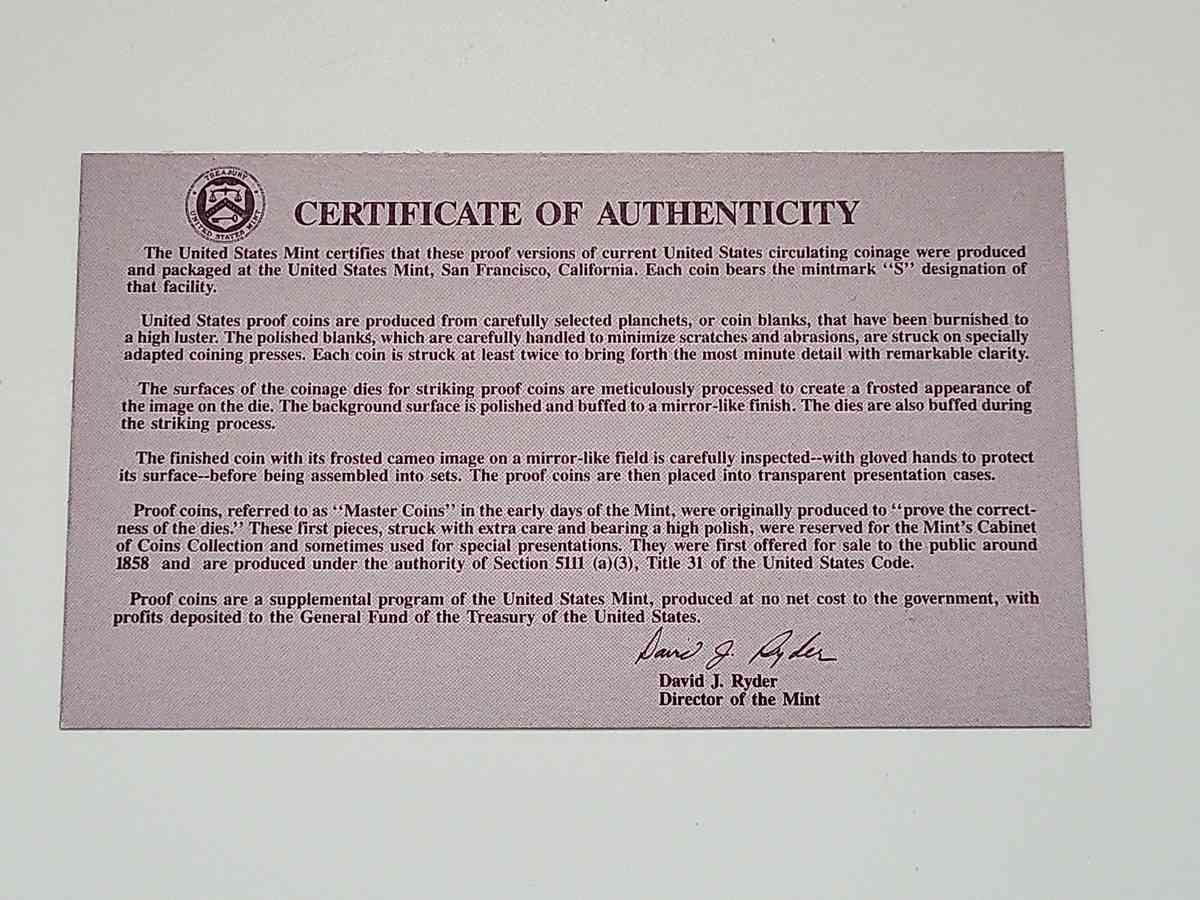 TREASURY
UNITED STATES MINT
CERTIFICATE OF AUTHENTICITY
The United States Mint certifies that these proof versions of current United States circulating coinage were produced
and packaged at the United States Mint, San Francisco, California. Each coin bears the mintmark "S" designation of
that facility.
United States proof coins are produced from carefully selected planchets, or coin blanks, that have been burnished to
a high luster. The polished blanks, which are carefully handled to minimize scratches and abrasions, are struck on specially
adapted coining presses. Each coin is struck at least twice to bring forth the most minute detail with remarkable clarity.
The surfaces of the coinage dies for striking proof coins are meticulously processed to create a frosted appearance of
the image on the die. The background surface is polished and buffed to a mirror-like finish. The dies are also buffed during
the striking process.
The finished coin with its frosted cameo image on a mirror-like field is carefully inspected--with gloved hands to protect
its surface--before being assembled into sets. The proof coins are then placed into transparent presentation cases.
Proof coins, referred to as "Master Coins" in the early days of the Mint, were originally produced to "prove the correct-
ness of the dies." These first pieces, struck with extra care and bearing a high polish, were reserved for the Mint's Cabinet
of Coins Collection and sometimes used for special presentations. They were first offered for sale to the public around
1858 and are produced under the authority of Section 5111 (a)(3), Title 31 of the United States Code.
Proof coins are a supplemental program of the United States Mint, produced at no net cost to the government, with
profits deposited to the General Fund of the Treasury of the United States.
David J. Ryder
David J. Ryder
Director of the Mint